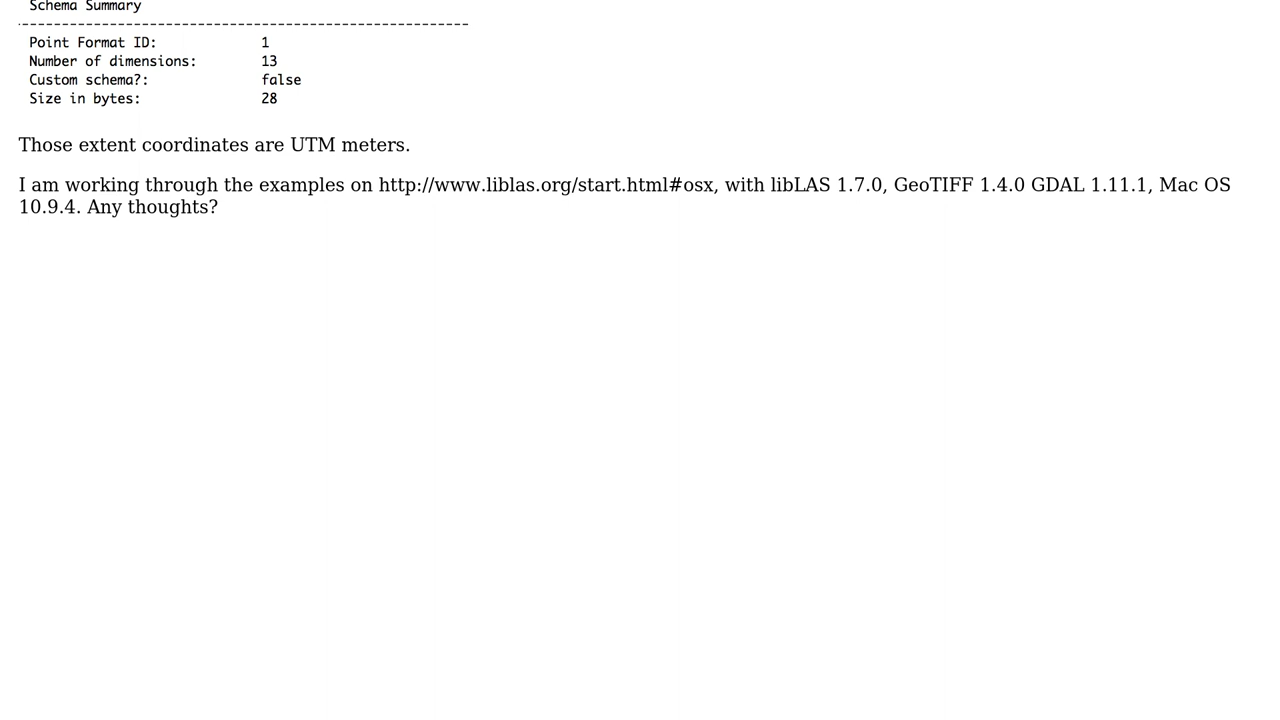 Schema Summary
---------------------------------------------------------
Point Format ID: 1
Number of dimensions: 13
Custom schema?: false
Size in bytes: 28
Those extent coordinates are UTM meters.
I am working through the examples on http://www.liblas.org/start.html#osx, with libLAS 1.7.0, GeoTIFF 1.4.0 GDAL 1.11.1, Mac OS
10.9.4. Any thoughts?